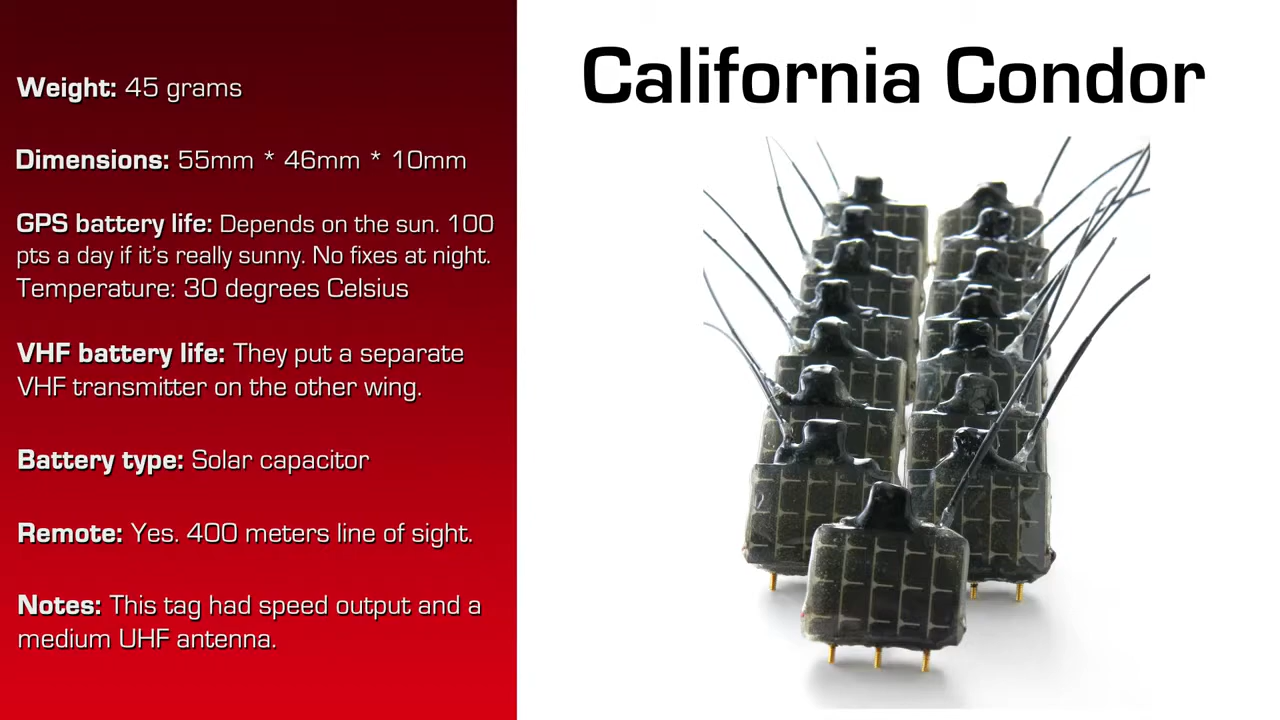 California Condor
Weight: 45 grams
Dimensions: 55mm * 46mm * 10mm
GPS battery life: Depends on the sun. 100
pts a day if it's really sunny. No fixes at night.
Temperature: 30 degrees Celsius
VHF battery life: They put a separate
VHF transmitter on the other wing.
Battery type: Solar capacitor
Remote: Yes. 400 meters line of sight.
Notes: This tag had speed output and a
medium UHF antenna.